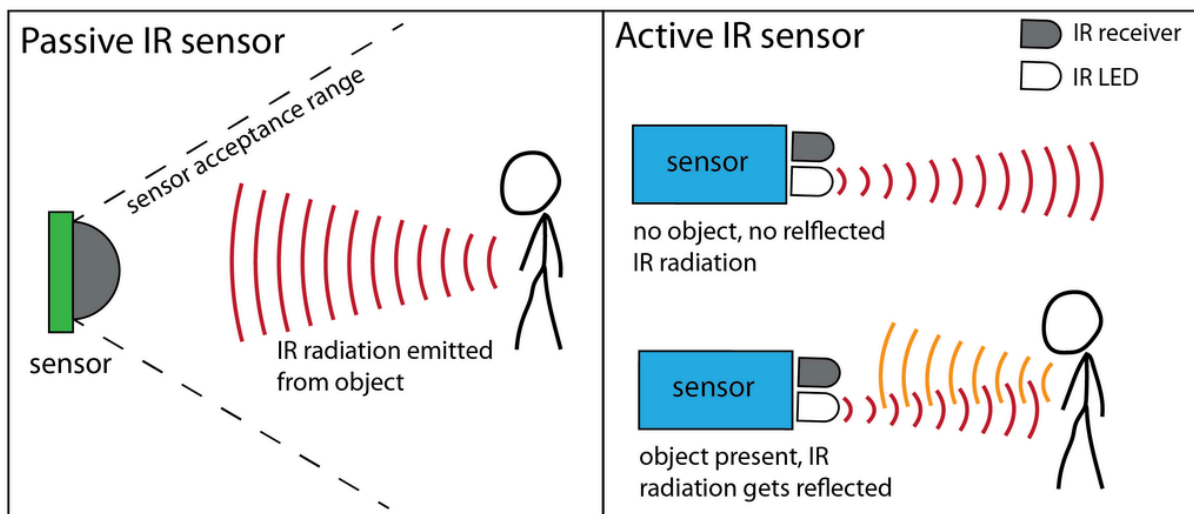 Passive IR sensor
sensor acceptance range
sensor
IR radiation emitted
from object
Active IR sensor
IR receiver
IR LED
sensor
no object, no relflected
IR radiation
sensor
object present, IR
radiation gets reflected